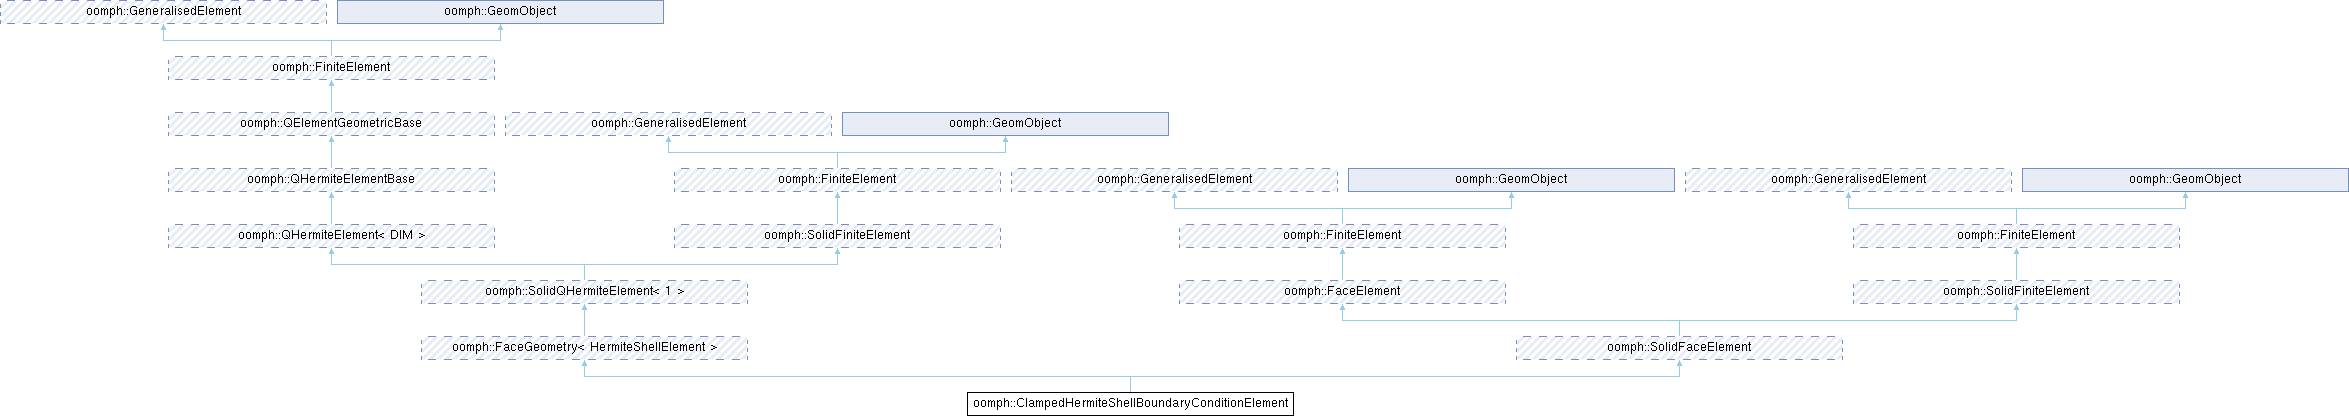 oomph::GeneralisedElement
oomph::GeomObject
oomph::FiniteElement
oomph::QElementGeometricBase
oomph::GeneralisedElement
oomph::GeomObject
oomph::QHermiteElementBase
oomph::FiniteElement
oomph::GeneralisedElement
oomph::GeomObject
oomph::GeneralisedElement
oomph::GeomObject
oomph::QHermiteElement< DIM >
oomph::SolidFiniteElement
oomph::FiniteElement
oomph::FiniteElement
oomph::SolidQHermiteElement< 1 >
oomph::FaceElement
oomph::SolidFiniteElement
oomph::FaceGeometry< HermiteShellElement >
oomph::SolidFaceElement
oomph::ClampedHermiteShellBoundaryConditionElement